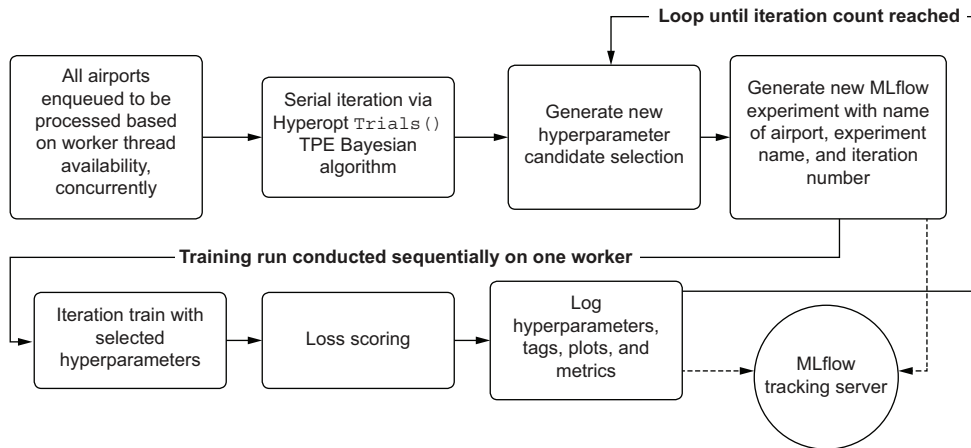 Loop until iteration count reached
All airports
enqueued to be
processed based
on worker thread
availability,
concurrently
Serial iteration via
Hyperopt Trials()
TPE Bayesian
algorithm
Generate new
hyperparameter
candidate selection
Generate new MLflow
experiment with name
of airport, experiment
name, and iteration
number
Training run conducted sequentially on one worker
Iteration train with
selected
hyperparameters
Loss scoring
Log
hyperparameters,
tags, plots, and
metrics
MLflow
tracking server